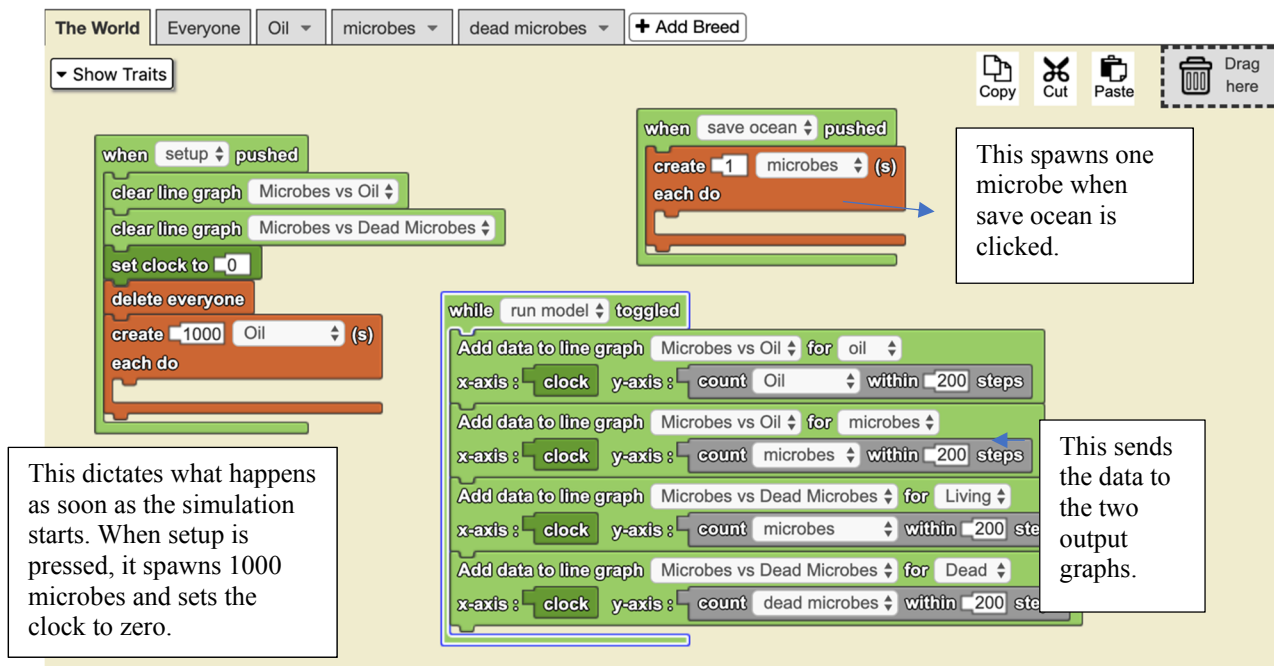 The World Everyone Oil microbes dead microbes + Add Breed
Show Traits
Copy Cut Paste
Drag
here
when setup pushed
clear line graph Microbes vs Oil
clear line graph Microbes vs Dead Microbes
set clock to 0
delete everyone
create 1000 Oil (s)
each do
when save ocean pushed
create 1 microbes (s)
each do
This spawns one
microbe when
save ocean is
clicked.
while run model toggled
Add data to line graph Microbes vs Oil for oil
x-axis : clock y-axis : count Oil within 200 steps
Add data to line graph Microbes vs Oil for microbes
x-axis : clock y-axis : count microbes within 200 steps
Add data to line graph Microbes vs Dead Microbes for Living
x-axis : clock y-axis : count microbes within 200 ste
Add data to line graph Microbes vs Dead Microbes for Dead
x-axis : clock y-axis : count dead microbes within 200 ste
This sends
the data to
the two
output
graphs.
This dictates what happens
as soon as the simulation
starts. When setup is
pressed, it spawns 1000
microbes and sets the
clock to zero.